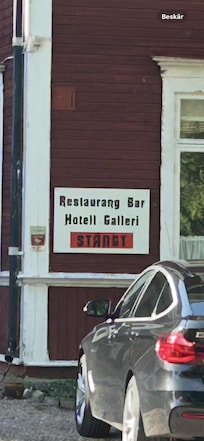 Beskär
Restaurang Bar
Hotell Galleri
STÄNGT